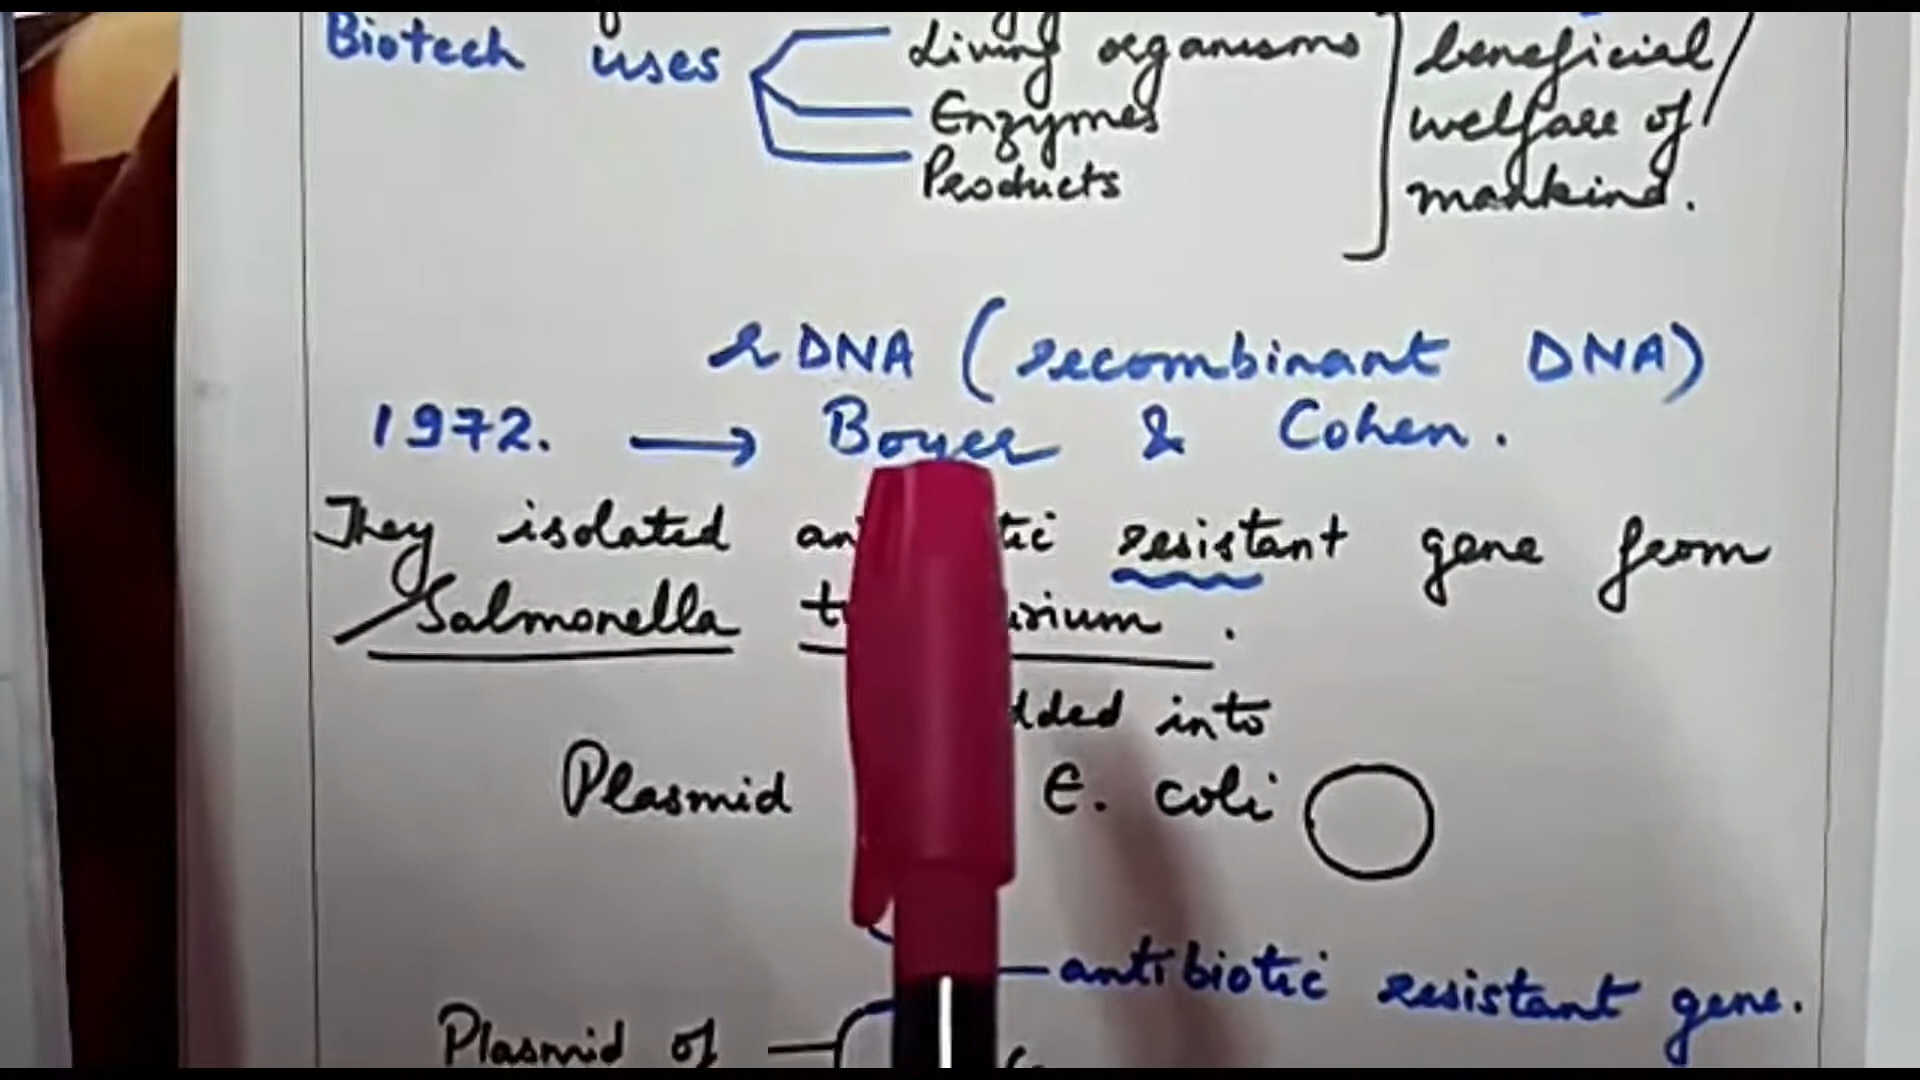 Biotech uses
Living organisms
Enzymes
Products
beneficial
welfare of
mankind.
rDNA (recombinant DNA)
1972. → Boyer & Cohen.
They isolated resistant gene from
Salmonella
into
Plasmid E. coli
antibiotic resistant gene.
Plasmid of